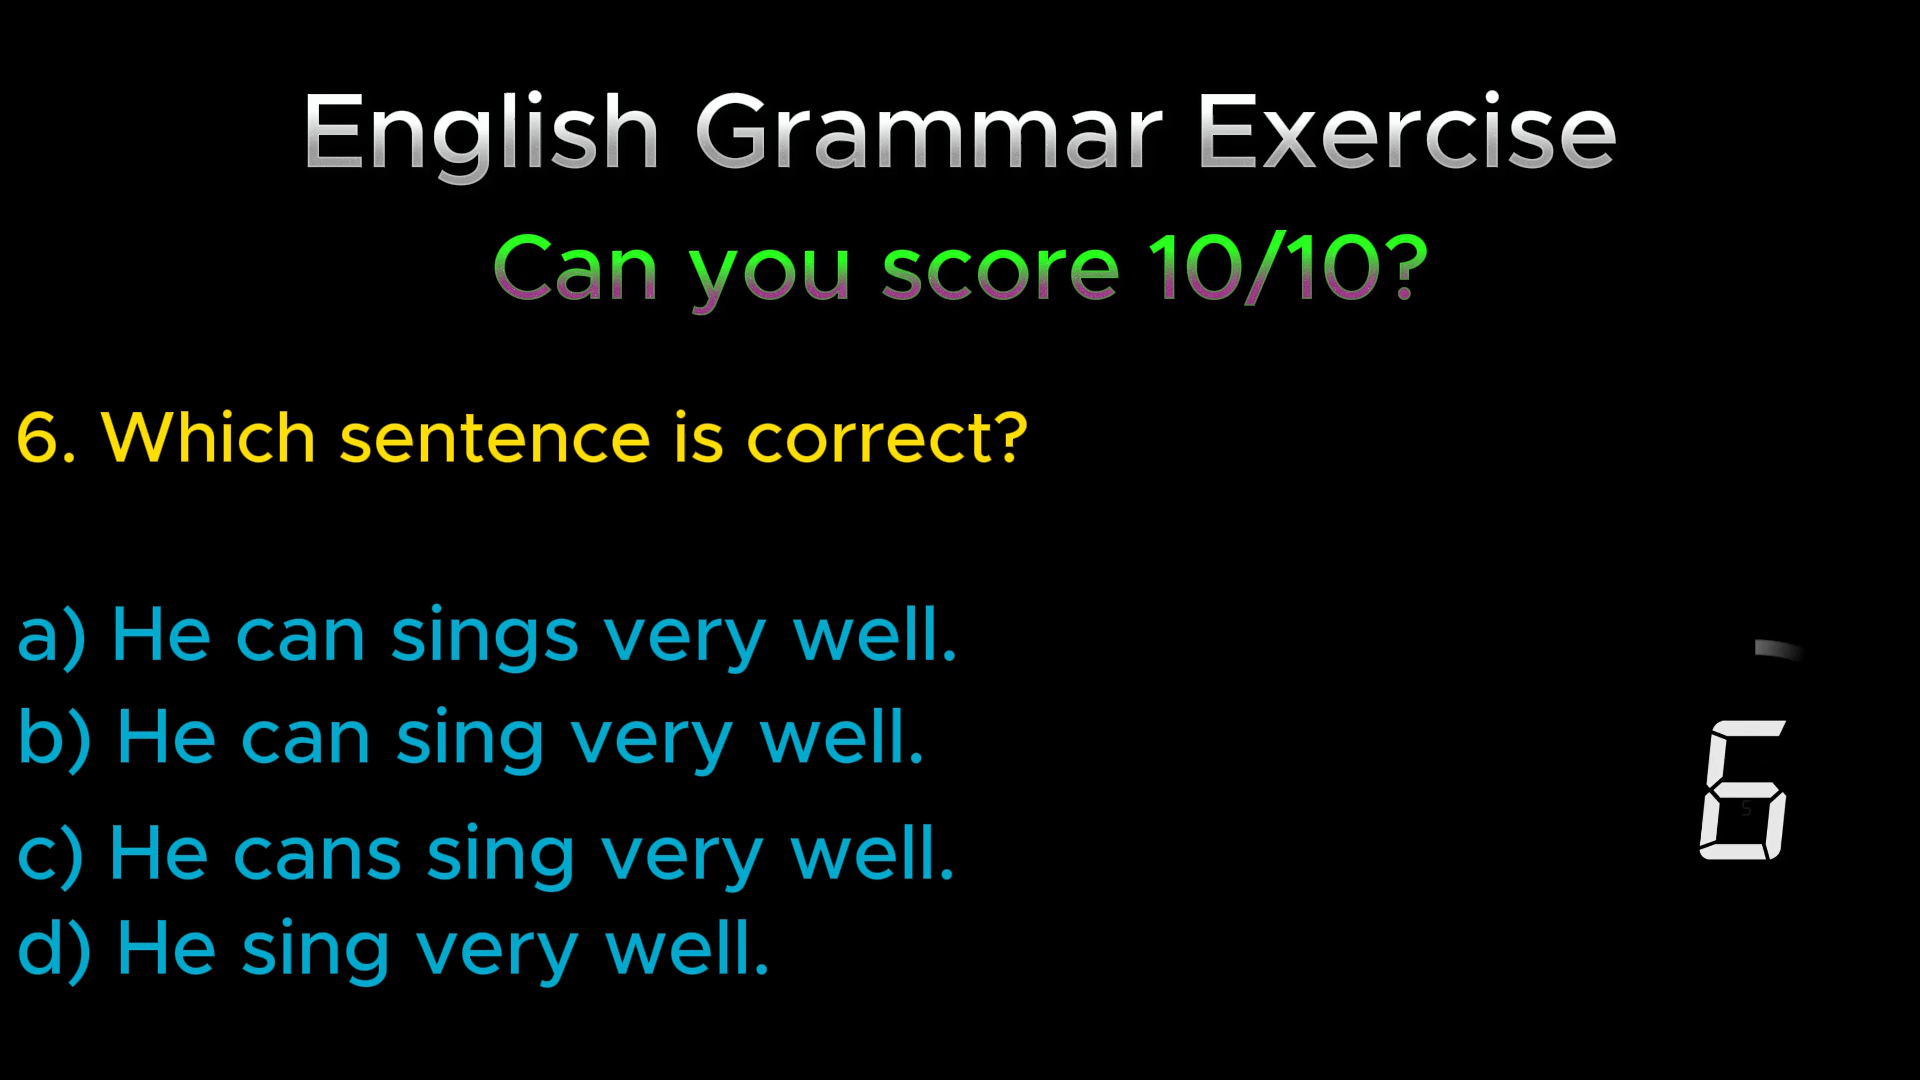 English Grammar Exercise
Can you score 10/10?
6. Which sentence is correct?
a) He can sings very well.
b) He can sing very well.
c) He cans sing very well.
d) He sing very well.
6
5